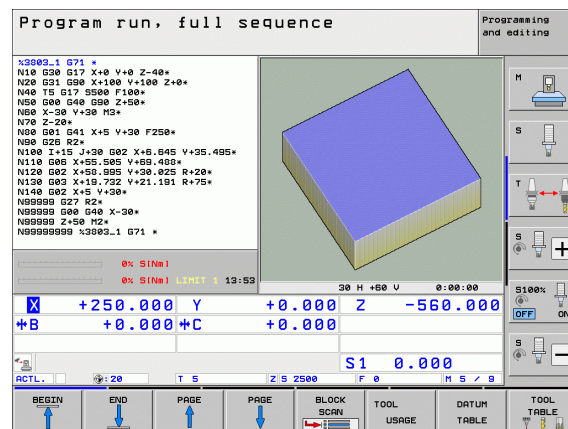 Program run, full sequence
Programming
and editing
%3803_1 G71 *
N10 G30 G17 X+0 Y+0 Z-40*
N20 G31 G90 X+100 Y+100 Z+0*
N40 T5 G17 S500 F100*
N50 G00 G40 G90 Z+50*
N60 X-30 Y+30 M3*
N70 Z-20*
N80 G01 G41 X+5 Y+30 F250*
N90 G26 R2*
N100 I+15 J+30 G02 X+6.645 Y+35.495*
N110 G06 X+55.505 Y+69.488*
N120 G02 X+58.995 Y+30.025 R+20*
N130 G03 X+19.732 Y+21.191 R+75*
N140 G02 X+5 Y+30*
N99999 G27 R2*
N99999 G00 G40 X-30*
N99999 Z+50 M2*
N99999999 %3803_1 G71 *
0% S[Nm]
0% S[Nm] LIMIT 1 13:53
30 H +60 V 0:00:00
X +250.000 Y +0.000 Z -560.000
*B +0.000 *C +0.000
S1 0.000
ACTL. : 20 T 5 Z S 2500 F 0 M 5 / 9
M
S
T
S
+
S100%
OFF ON
S
-
BEGIN
END
PAGE
PAGE
BLOCK
SCAN
TOOL
USAGE
DATUM
TABLE
TOOL
TABLE